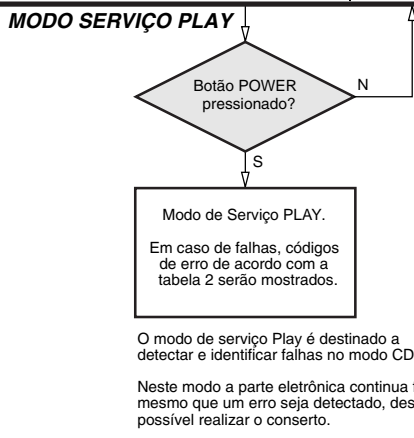 MODO SERVIÇO PLAY
Botão POWER
pressionado?
N
S
Modo de Serviço PLAY.
Em caso de falhas, códigos
de erro de acordo com a
tabela 2 serão mostrados.
O modo de serviço Play é destinado a
detectar e identificar falhas no modo CD
Neste modo a parte eletrônica continua
mesmo que um erro seja detectado,
possível realizar o conserto.